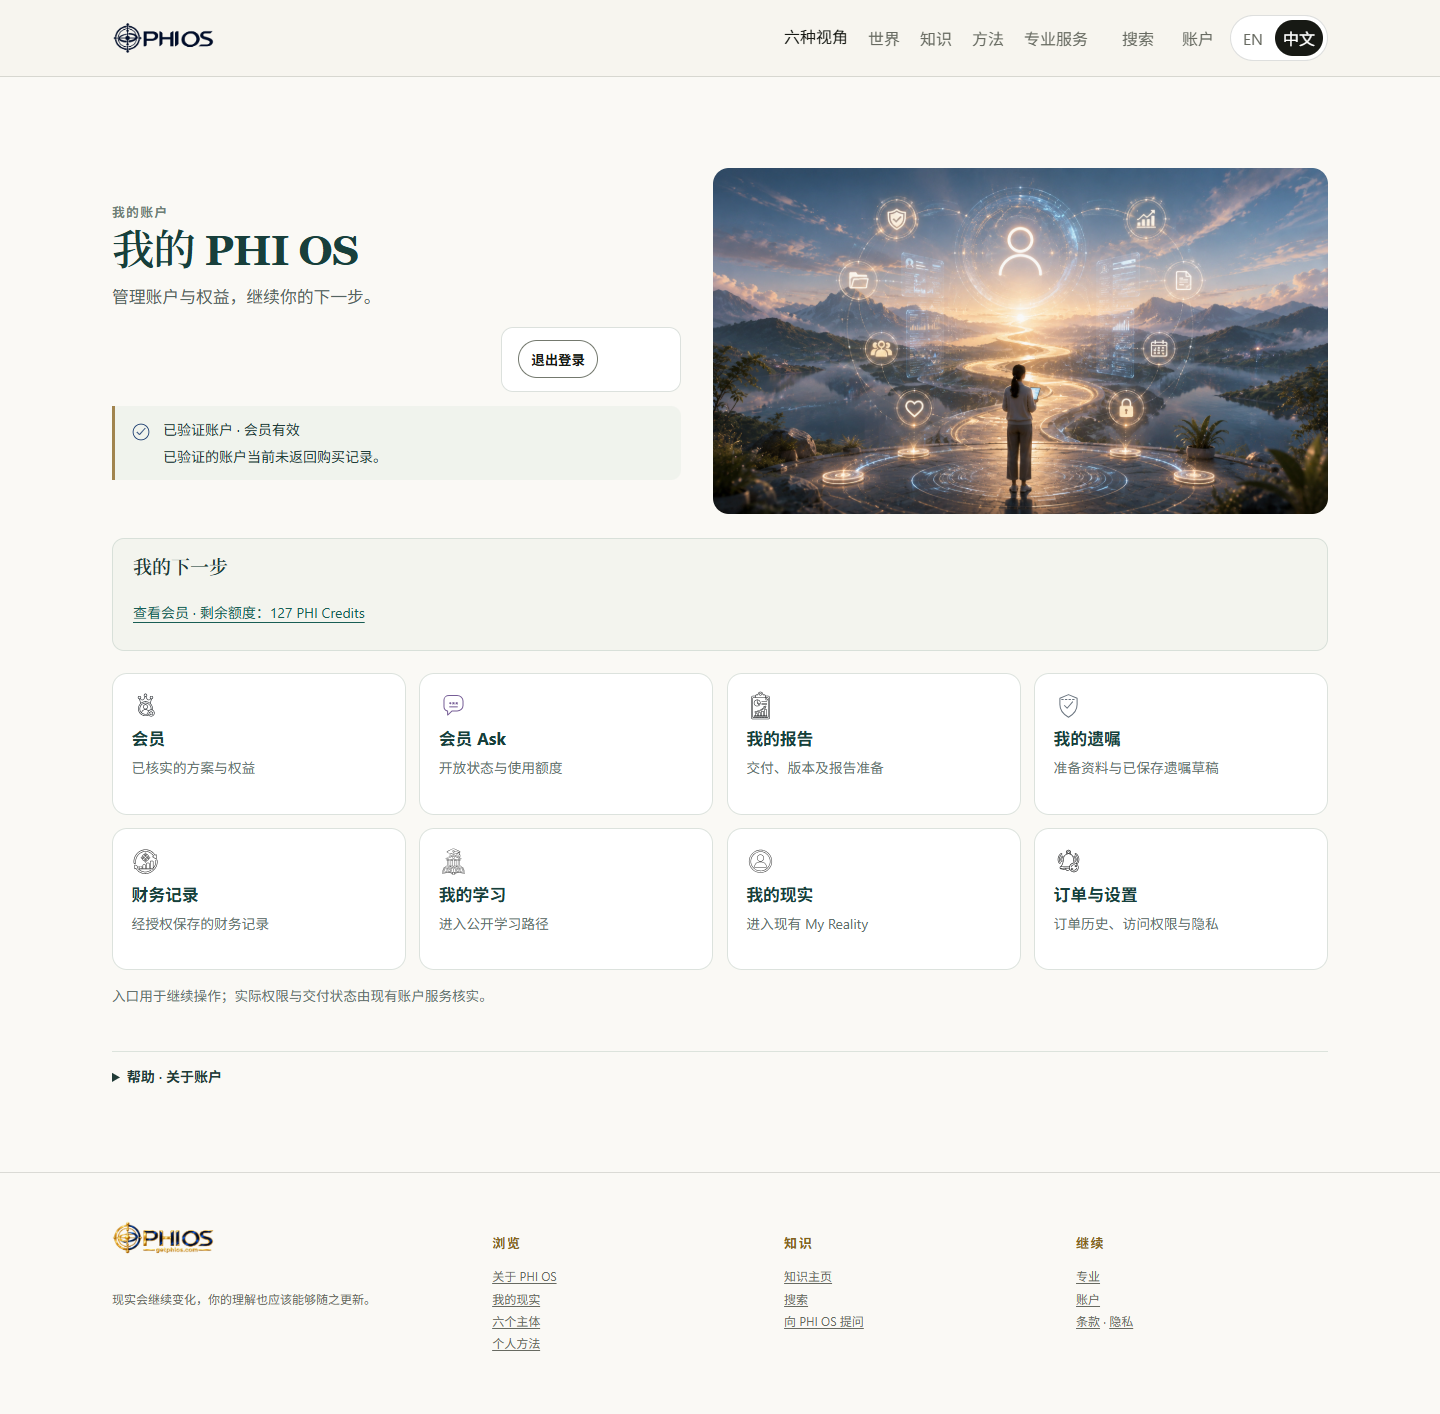 PHIOS
六种视角
世界
知识
方法
专业服务
搜索
账户
EN
中文
我的账户
我的 PHI OS
管理账户与权益，继续你的下一步。
退出登录
已验证账户 · 会员有效
已验证的账户当前未返回购买记录。
我的下一步
查看会员 · 剩余额度：127 PHI Credits
会员
已核实的方案与权益
会员 Ask
开放状态与使用额度
我的报告
交付、版本及报告准备
我的遗嘱
准备资料与已保存遗嘱草稿
财务记录
经授权保存的财务记录
我的学习
进入公开学习路径
我的现实
进入现有 My Reality
订单与设置
订单历史、访问权限与隐私
入口用于继续操作；实际权限与交付状态由现有账户服务核实。
帮助 · 关于账户
PHIOS
getphios.com
现实会继续变化，你的理解也应该能够随之更新。
浏览
关于 PHI OS
我的现实
六个主体
个人方法
知识
知识主页
搜索
向 PHI OS 提问
继续
专业
账户
条款 · 隐私